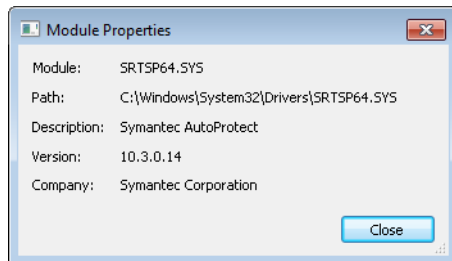 Module Properties
Module: SRTSP64.SYS
Path: C:\Windows\System32\Drivers\SRTSP64.SYS
Description: Symantec AutoProtect
Version: 10.3.0.14
Company: Symantec Corporation
Close